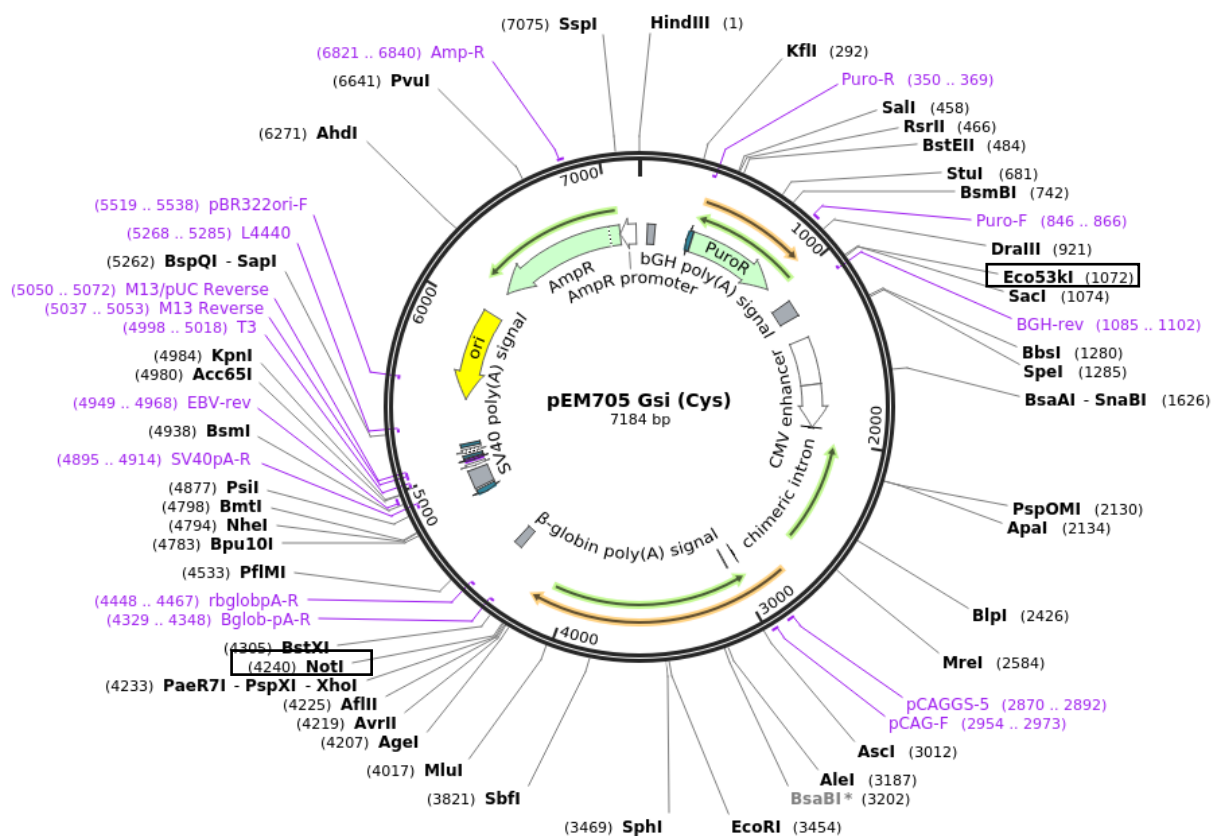 (7075) SspI
HindIII (1)
(6821 .. 6840) Amp-R
KflI (292)
(6641) PvuI
Puro-R (350 .. 369)
SalI (458)
(6271) AhdI
RsrII (466)
BstEII (484)
StuI (681)
BsmBI (742)
(5519 .. 5538) pBR322ori-F
Puro-F (846 .. 866)
(5268 .. 5285) L4440
DraIII (921)
(5262) BspQI - SapI
Eco53kI (1072)
(5050 .. 5072) M13/pUC Reverse
SacI (1074)
(5037 .. 5053) M13 Reverse
BGH-rev (1085 .. 1102)
(4998 .. 5018) T3
BbsI (1280)
(4984) KpnI
SpeI (1285)
(4980) Acc65I
BsaAI - SnaBI (1626)
(4949 .. 4968) EBV-rev
(4938) BsmI
(4895 .. 4914) SV40pA-R
(4877) PsiI
PspOMI (2130)
(4798) BmtI
ApaI (2134)
(4794) NheI
(4783) Bpu10I
(4533) PflMI
(4448 .. 4467) rbglobpA-R
BlpI (2426)
(4329 .. 4348) Bglob-pA-R
(4305) BstXI
MreI (2584)
(4240) NotI
(4233) PaeR7I - PspXI - XhoI
pCAGGS-5 (2870 .. 2892)
(4225) AflII
pCAG-F (2954 .. 2973)
(4219) AvrII
AscI (3012)
(4207) AgeI
AleI (3187)
(4017) MluI
BsaBI* (3202)
(3821) SbfI
(3469) SphI
EcoRI (3454)
7000
1000
2000
3000
4000
5000
6000
AmpR
AmpR promoter
bGH poly(A) signal
PuroR
ori
SV40 poly(A) signal
CMV enhancer
chimeric intron
β-globin poly(A) signal
pEM705 Gsi (Cys)
7184 bp